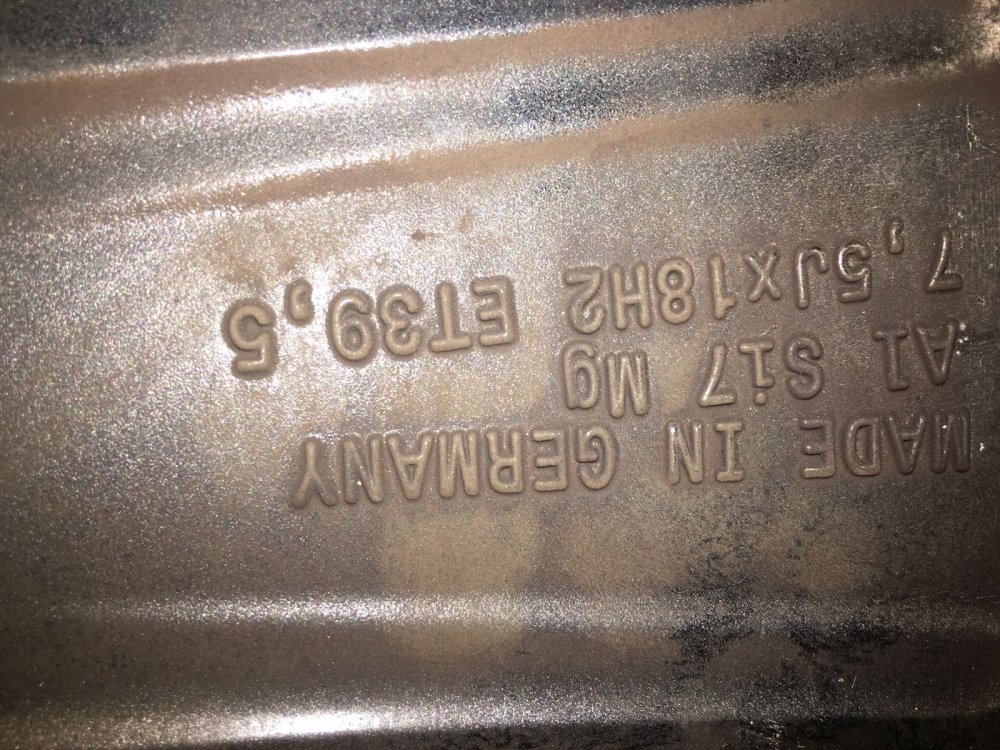 7,5Jx18H2 ET39,5
Al Si7 Mg
MADE IN GERMANY